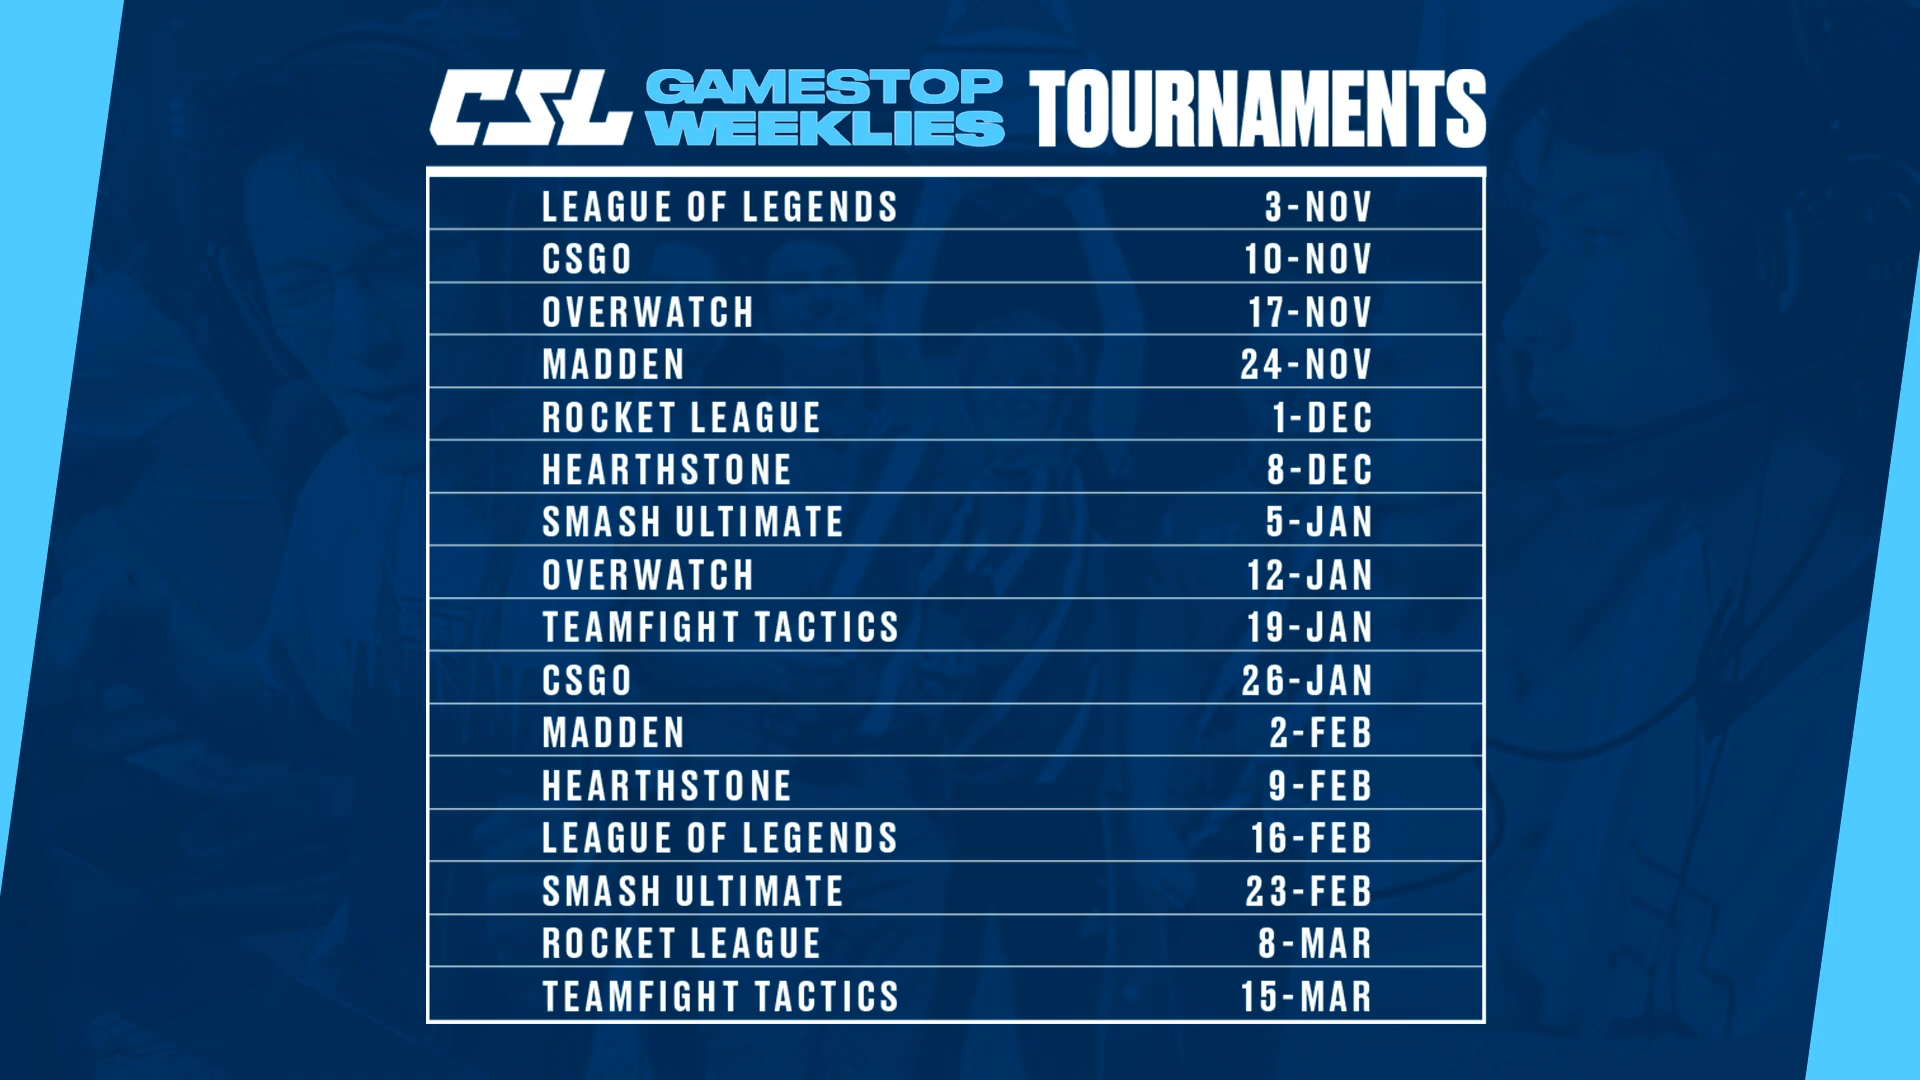 CSL GAMESTOP WEEKLIES TOURNAMENTS
LEAGUE OF LEGENDS 3-NOV
CSGO 10-NOV
OVERWATCH 17-NOV
MADDEN 24-NOV
ROCKET LEAGUE 1-DEC
HEARTHSTONE 8-DEC
SMASH ULTIMATE 5-JAN
OVERWATCH 12-JAN
TEAMFIGHT TACTICS 19-JAN
CSGO 26-JAN
MADDEN 2-FEB
HEARTHSTONE 9-FEB
LEAGUE OF LEGENDS 16-FEB
SMASH ULTIMATE 23-FEB
ROCKET LEAGUE 8-MAR
TEAMFIGHT TACTICS 15-MAR